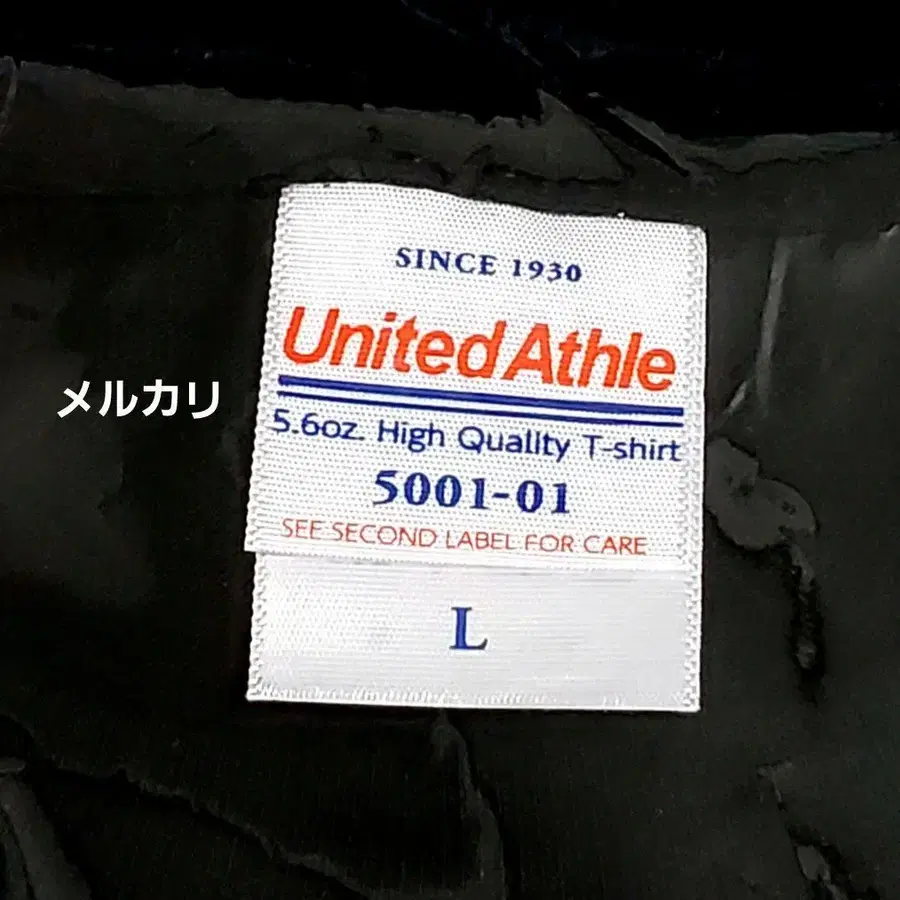 SINCE 1930
United Athle
メルカリ
5.6oz. High Quality T-shirt
5001-01
SEE SECOND LABEL FOR CARE
L